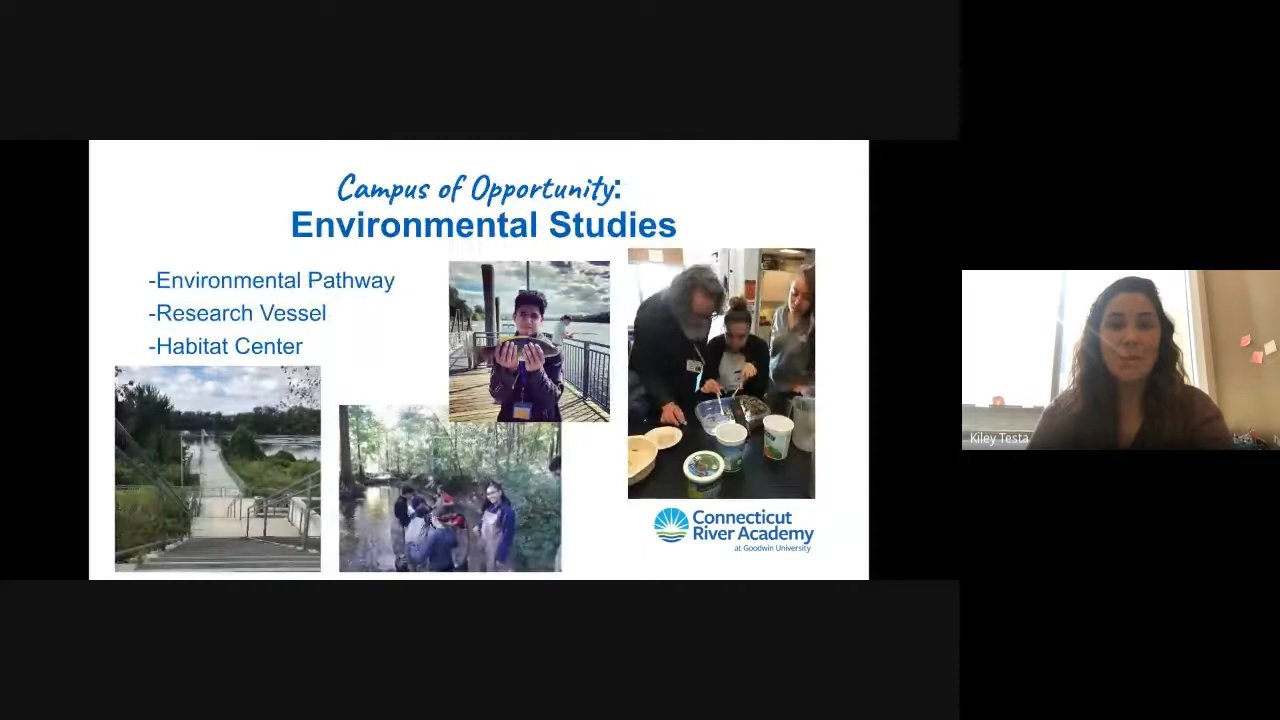 Campus of Opportunity:
Environmental Studies
-Environmental Pathway
-Research Vessel
-Habitat Center
Connecticut
River Academy
at Goodwin University
Kiley Testa